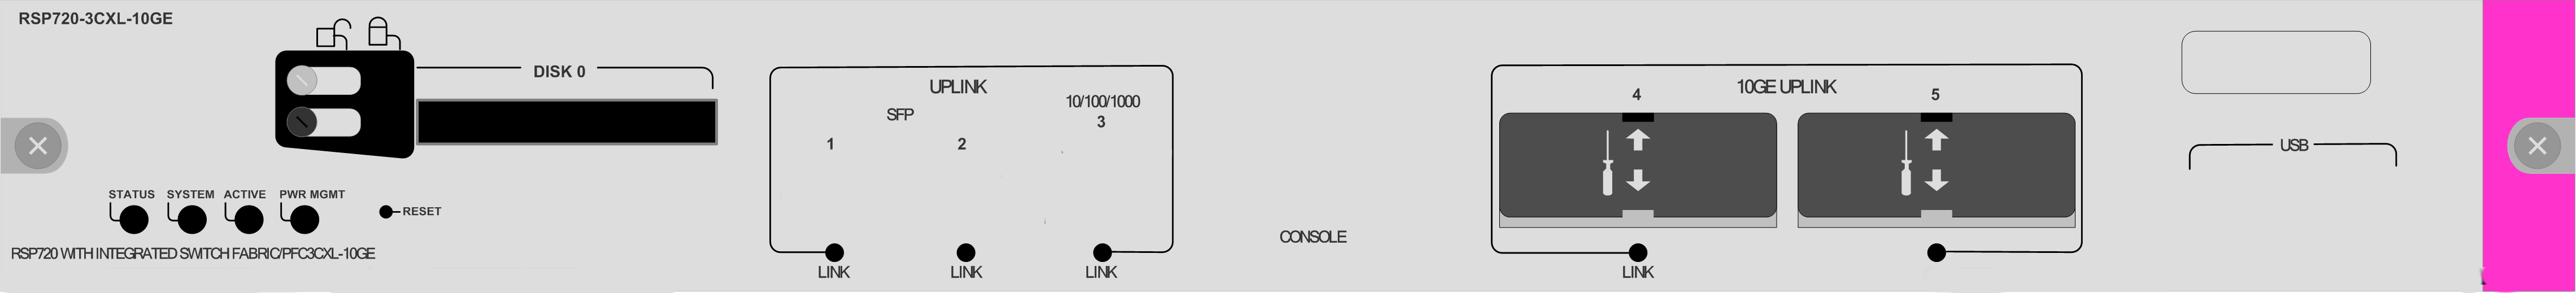 RSP720-3CXL-10GE
DISK 0
STATUS SYSTEM ACTIVE PWR MGMT
RESET
RSP720 WITH INTEGRATED SWITCH FABRIC/PFC3CXL-10GE
UPLINK
SFP
10/100/1000
1
2
3
LINK
LINK
LINK
CONSOLE
10GE UPLINK
4
5
LINK
USB